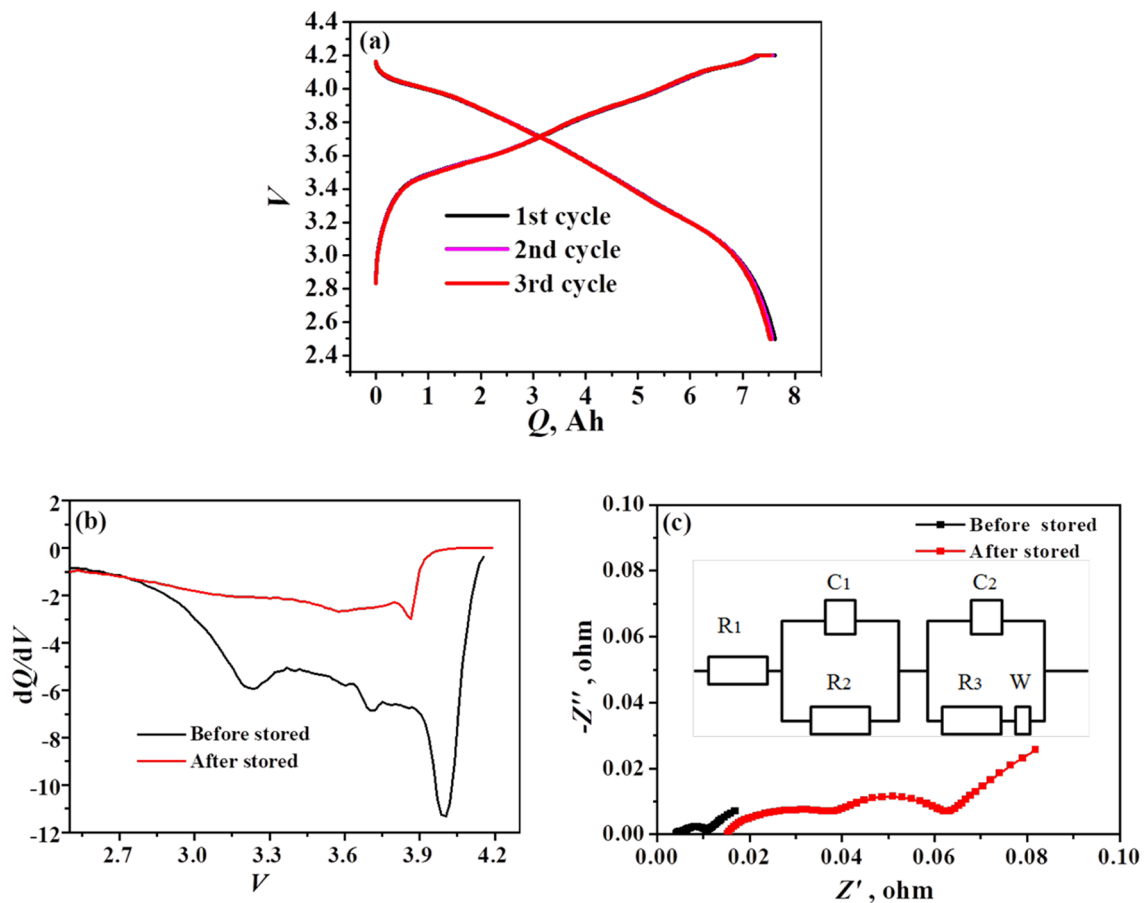 (a)
4.4
4.2
4.0
3.8
3.6
3.4
3.2
3.0
2.8
2.6
2.4
V
1st cycle
2nd cycle
3rd cycle
0 1 2 3 4 5 6 7 8
Q, Ah
(b)
2
0
-2
-4
-6
-8
-10
-12
dQ/dV
Before stored
After stored
2.7 3.0 3.3 3.6 3.9 4.2
V
(c)
0.10
0.08
0.06
0.04
0.02
0.00
-Z'' , ohm
Before stored
After stored
C1 C2
R1
R2 R3 W
0.00 0.02 0.04 0.06 0.08 0.10
Z' , ohm